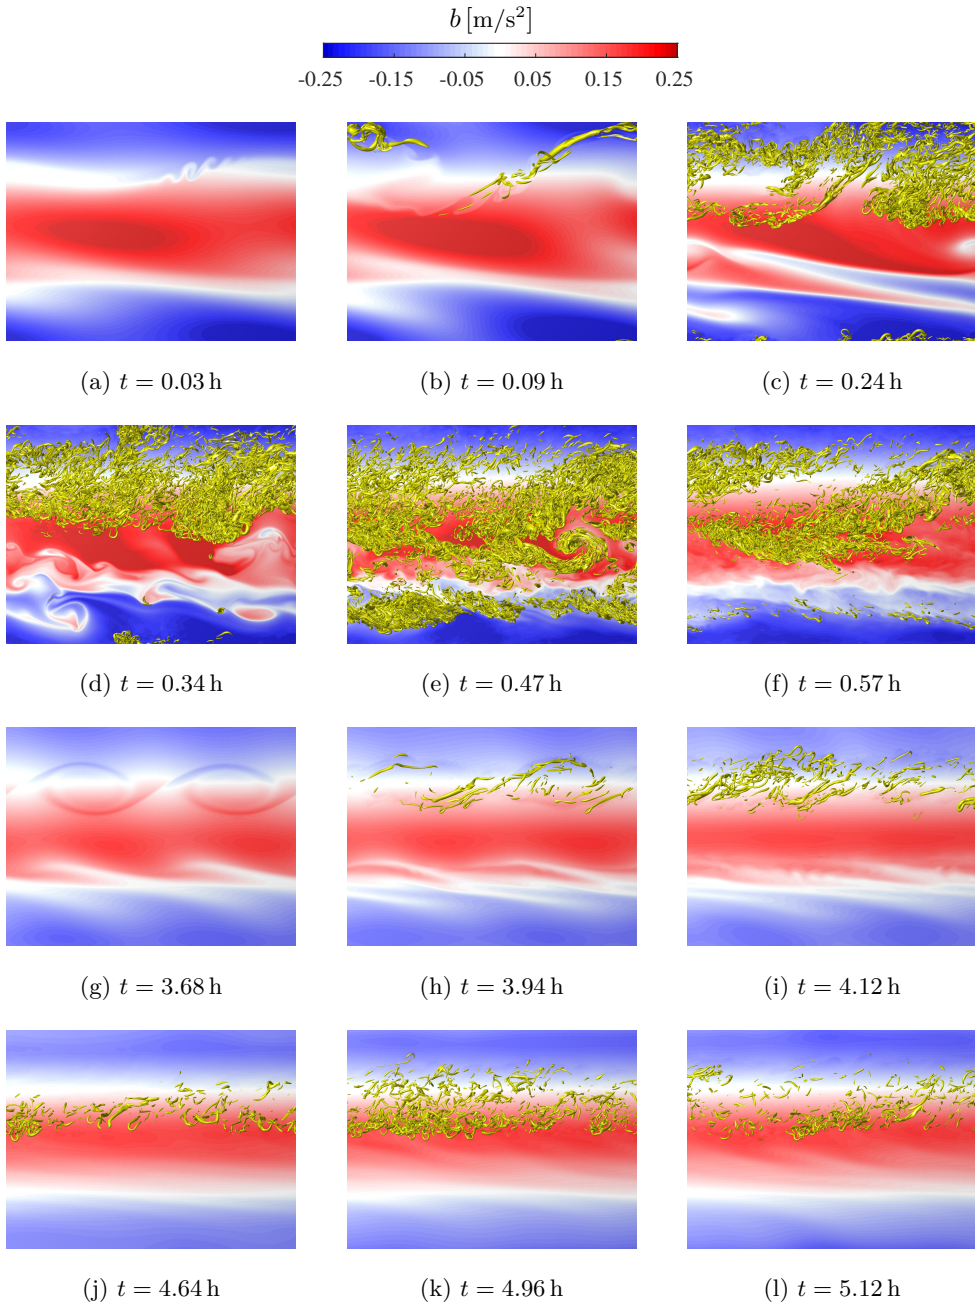 b [m/s²]
-0.25 -0.15 -0.05 0.05 0.15 0.25
(a) t = 0.03 h (b) t = 0.09 h (c) t = 0.24 h
(d) t = 0.34 h (e) t = 0.47 h (f) t = 0.57 h
(g) t = 3.68 h (h) t = 3.94 h (i) t = 4.12 h
(j) t = 4.64 h (k) t = 4.96 h (l) t = 5.12 h